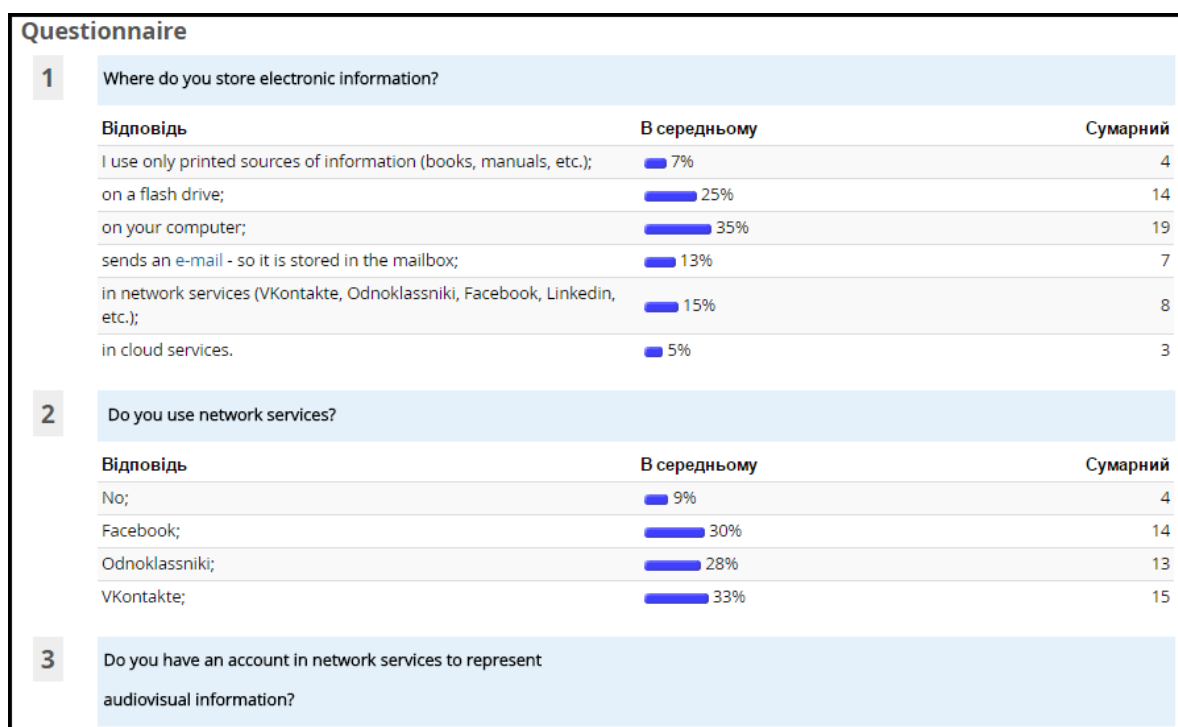 Questionnaire
1 Where do you store electronic information?
Відповідь В середньому Сумарний
I use only printed sources of information (books, manuals, etc.); 7% 4
on a flash drive; 25% 14
on your computer; 35% 19
sends an e-mail - so it is stored in the mailbox; 13% 7
in network services (VKontakte, Odnoklassniki, Facebook, Linkedin,
etc.); 15% 8
in cloud services. 5% 3
2 Do you use network services?
Відповідь В середньому Сумарний
No; 9% 4
Facebook; 30% 14
Odnoklassniki; 28% 13
VKontakte; 33% 15
3 Do you have an account in network services to represent
audiovisual information?